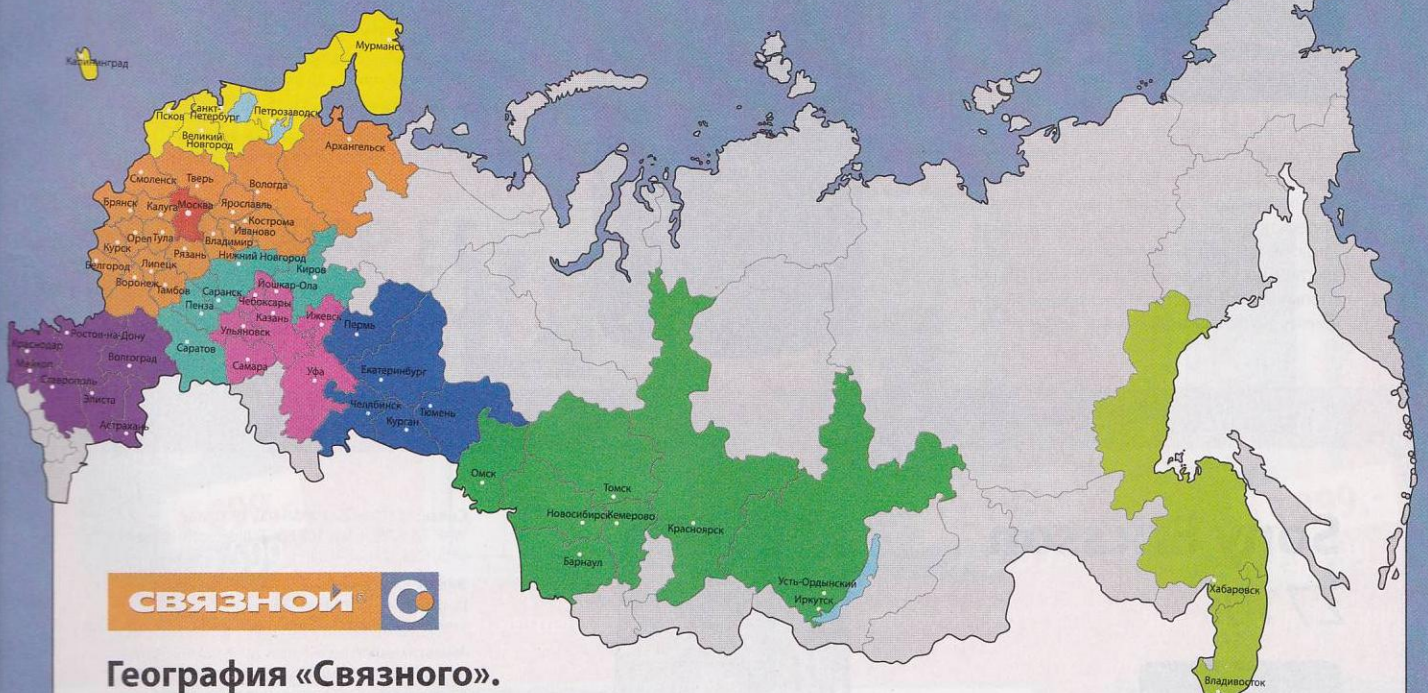 Мурманск
Калининград
Санкт-
Петербург
Псков
Петрозаводск
Великий
Новгород
Архангельск
Смоленск
Тверь
Вологда
Брянск
Калуга
Москва
Ярославль
Кострома
Иваново
Орел
Тула
Владимир
Курск
Рязань
Нижний Новгород
Белгород
Липецк
Киров
Воронеж
Тамбов
Саранск
Йошкар-Ола
Чебоксары
Пенза
Казань
Ижевск
Пермь
Ульяновск
Ростов-на-Дону
Краснодар
Саратов
Волгоград
Майкоп
Самара
Уфа
Екатеринбург
Ставрополь
Элиста
Челябинск
Тюмень
Курган
Астрахань
Омск
Томск
Новосибирск
Кемерово
Красноярск
Барнаул
Усть-Ордынский
Иркутск
Хабаровск
Владивосток
СВЯЗНОЙ
География «Связного».